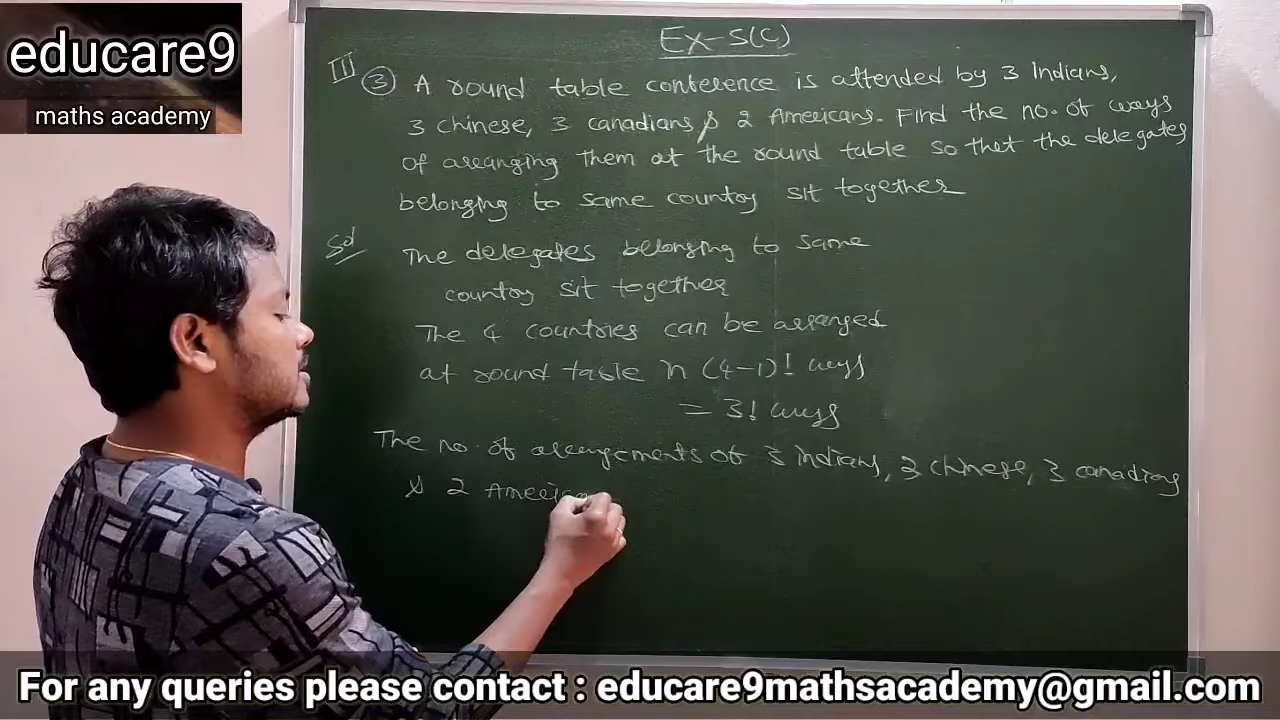 educare9
maths academy
Ex-5(c)
III ③ A round table conference is attended by 3 Indians,
3 chinese, 3 canadians & 2 Americans. Find the no. of ways
of arranging them at the round table so that the delegates
belonging to same country sit together
Sol The delegates belonging to same
country sit together
The 4 countries can be arranged
at round table in (4-1)! ways
= 3! ways
The no. of arrangements of 3 indians, 3 chinese, 3 canadians
& 2 America
For any queries please contact : educare9mathsacademy@gmail.com